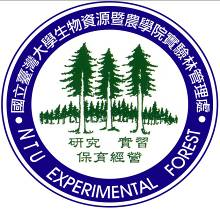 國立臺灣大學生物資源暨農學院實驗林管理處
研究 實習
保育經營
NTU EXPERIMENTAL FOREST